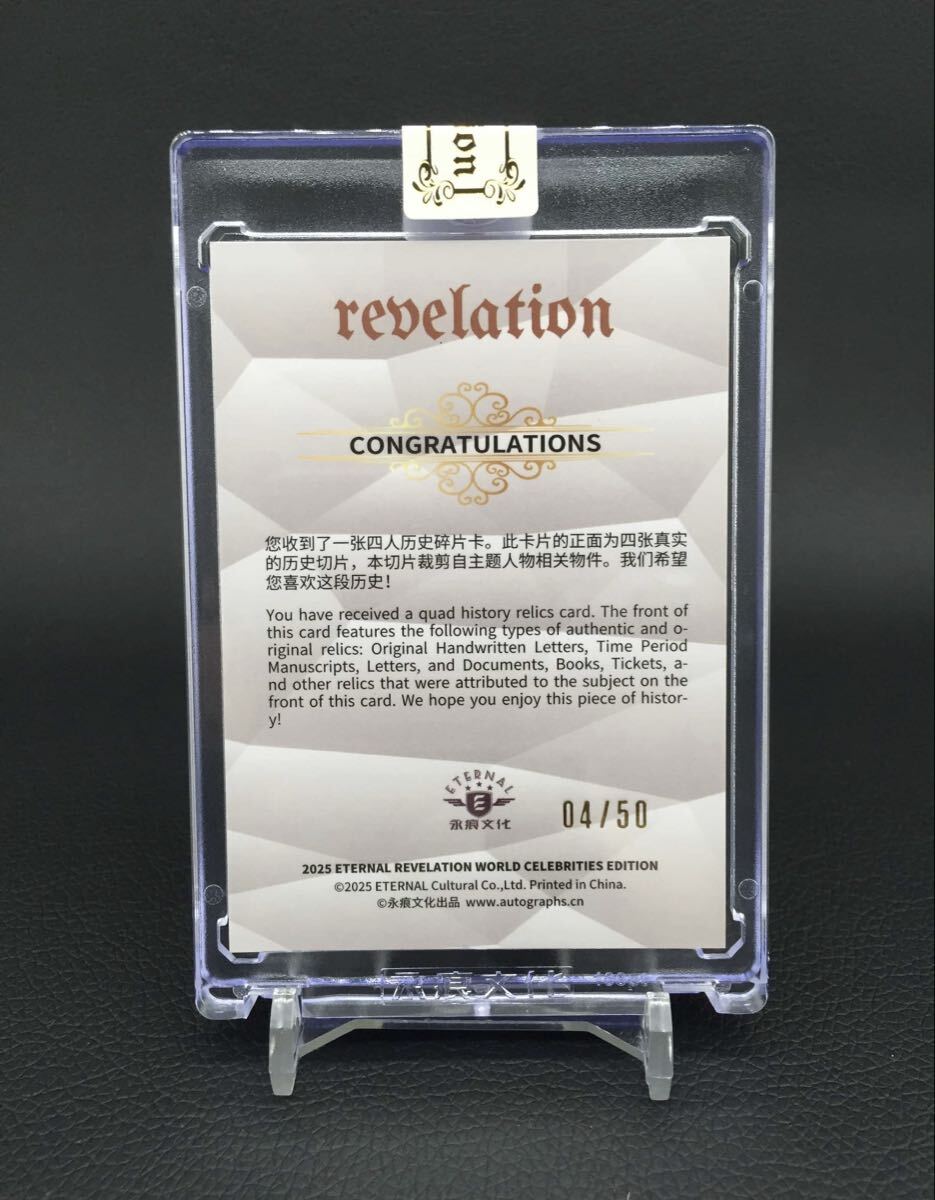 on
revelation
CONGRATULATIONS
您收到了一张四人历史碎片卡。此卡片的正面为四张真实
的历史切片，本切片裁剪自主题人物相关物件。我们希望
您喜欢这段历史！
You have received a quad history relics card. The front of
this card features the following types of authentic and o-
riginal relics: Original Handwritten Letters, Time Period
Manuscripts, Letters, and Documents, Books, Tickets, a-
nd other relics that were attributed to the subject on the
front of this card. We hope you enjoy this piece of histor-
y!
ETERNAL
E
永痕文化
04/50
2025 ETERNAL REVELATION WORLD CELEBRITIES EDITION
©2025 ETERNAL Cultural Co.,Ltd. Printed in China.
©永痕文化出品 www.autographs.cn
永痕文化